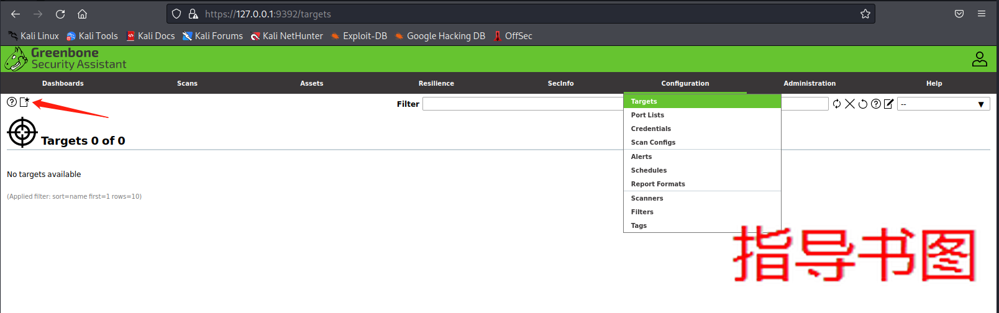 https://127.0.0.1:9392/targets
Kali Linux Kali Tools Kali Docs Kali Forums Kali NetHunter Exploit-DB Google Hacking DB OffSec
Greenbone
Security Assistant
Dashboards Scans Assets Resilience SecInfo Configuration Administration Help
Filter
--
Targets
Port Lists
Credentials
Scan Configs
Alerts
Schedules
Report Formats
Scanners
Filters
Tags
Targets 0 of 0
No targets available
(Applied filter: sort=name first=1 rows=10)
指导书图